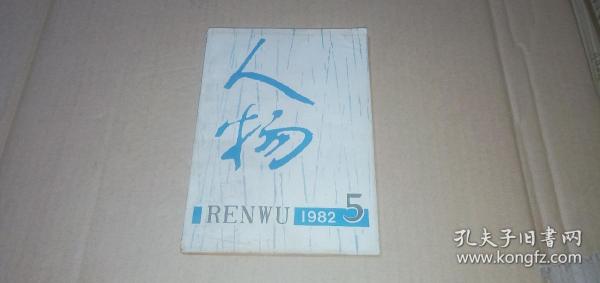 人
物
RENWU 1982 5
孔夫子旧书网
www.kongfz.com